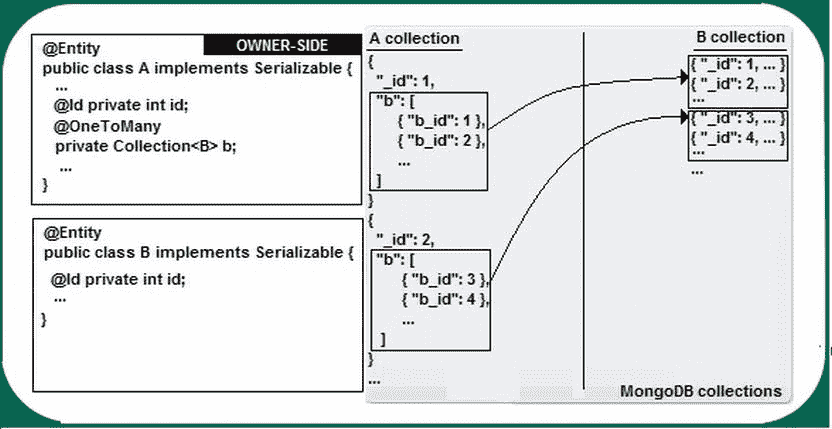 OWNER-SIDE
@Entity
public class A implements Serializable {
...
@Id private int id;
@OneToMany
private Collection<B> b;
...
}
@Entity
public class B implements Serializable {
@Id private int id;
...
}
A collection
{
"_id": 1,
"b": [
{ "b_id": 1 },
{ "b_id": 2 },
...
]
}
{
"_id": 2,
"b": [
{ "b_id": 3 },
{ "b_id": 4 },
...
]
}
...
B collection
{ "_id": 1, ... }
{ "_id": 2, ... }
...
{ "_id": 3, ... }
{ "_id": 4, ... }
...
...
MongoDB collections